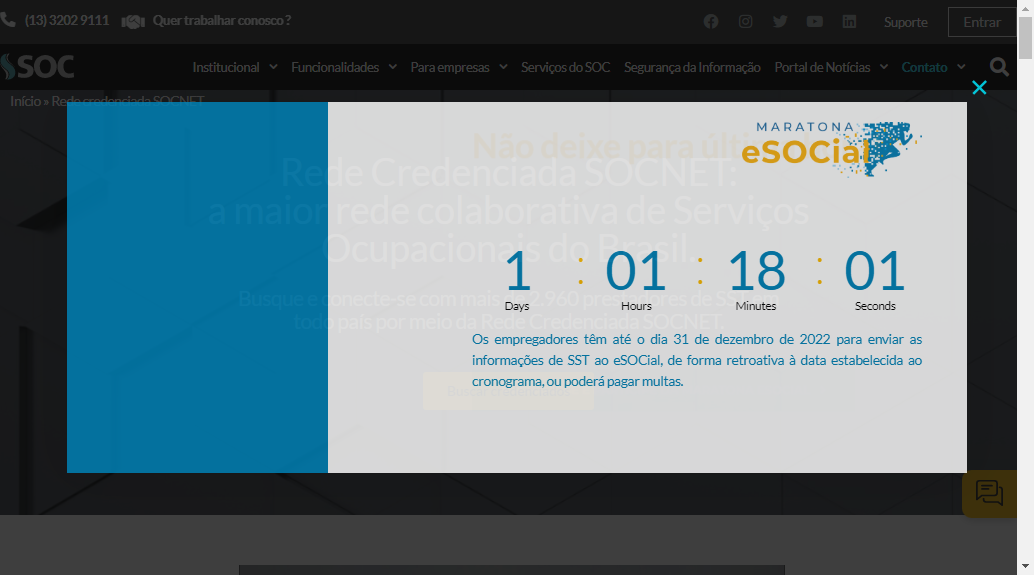 (13) 3202 9111 Quer trabalhar conosco?
Suporte Entrar
SOC
Institucional Funcionalidades Para empresas Serviços do SOC Segurança da Informação Portal de Notícias Contato
Início » Rede credenciada SOCNET
Não deixe para últi
MARATONA
eSOCial
Rede Credenciada SOCNET:
a maior rede colaborativa de Serviços
Ocupacionais do Brasil.
1 : 01 : 18 : 01
Days Hours Minutes Seconds
Busque e conecte-se com mais de 2.960 prestadores de SST em
todo país por meio da Rede Credenciada SOCNET.
Os empregadores têm até o dia 31 de dezembro de 2022 para enviar as
informações de SST ao eSOCial, de forma retroativa à data estabelecida ao
cronograma, ou poderá pagar multas.